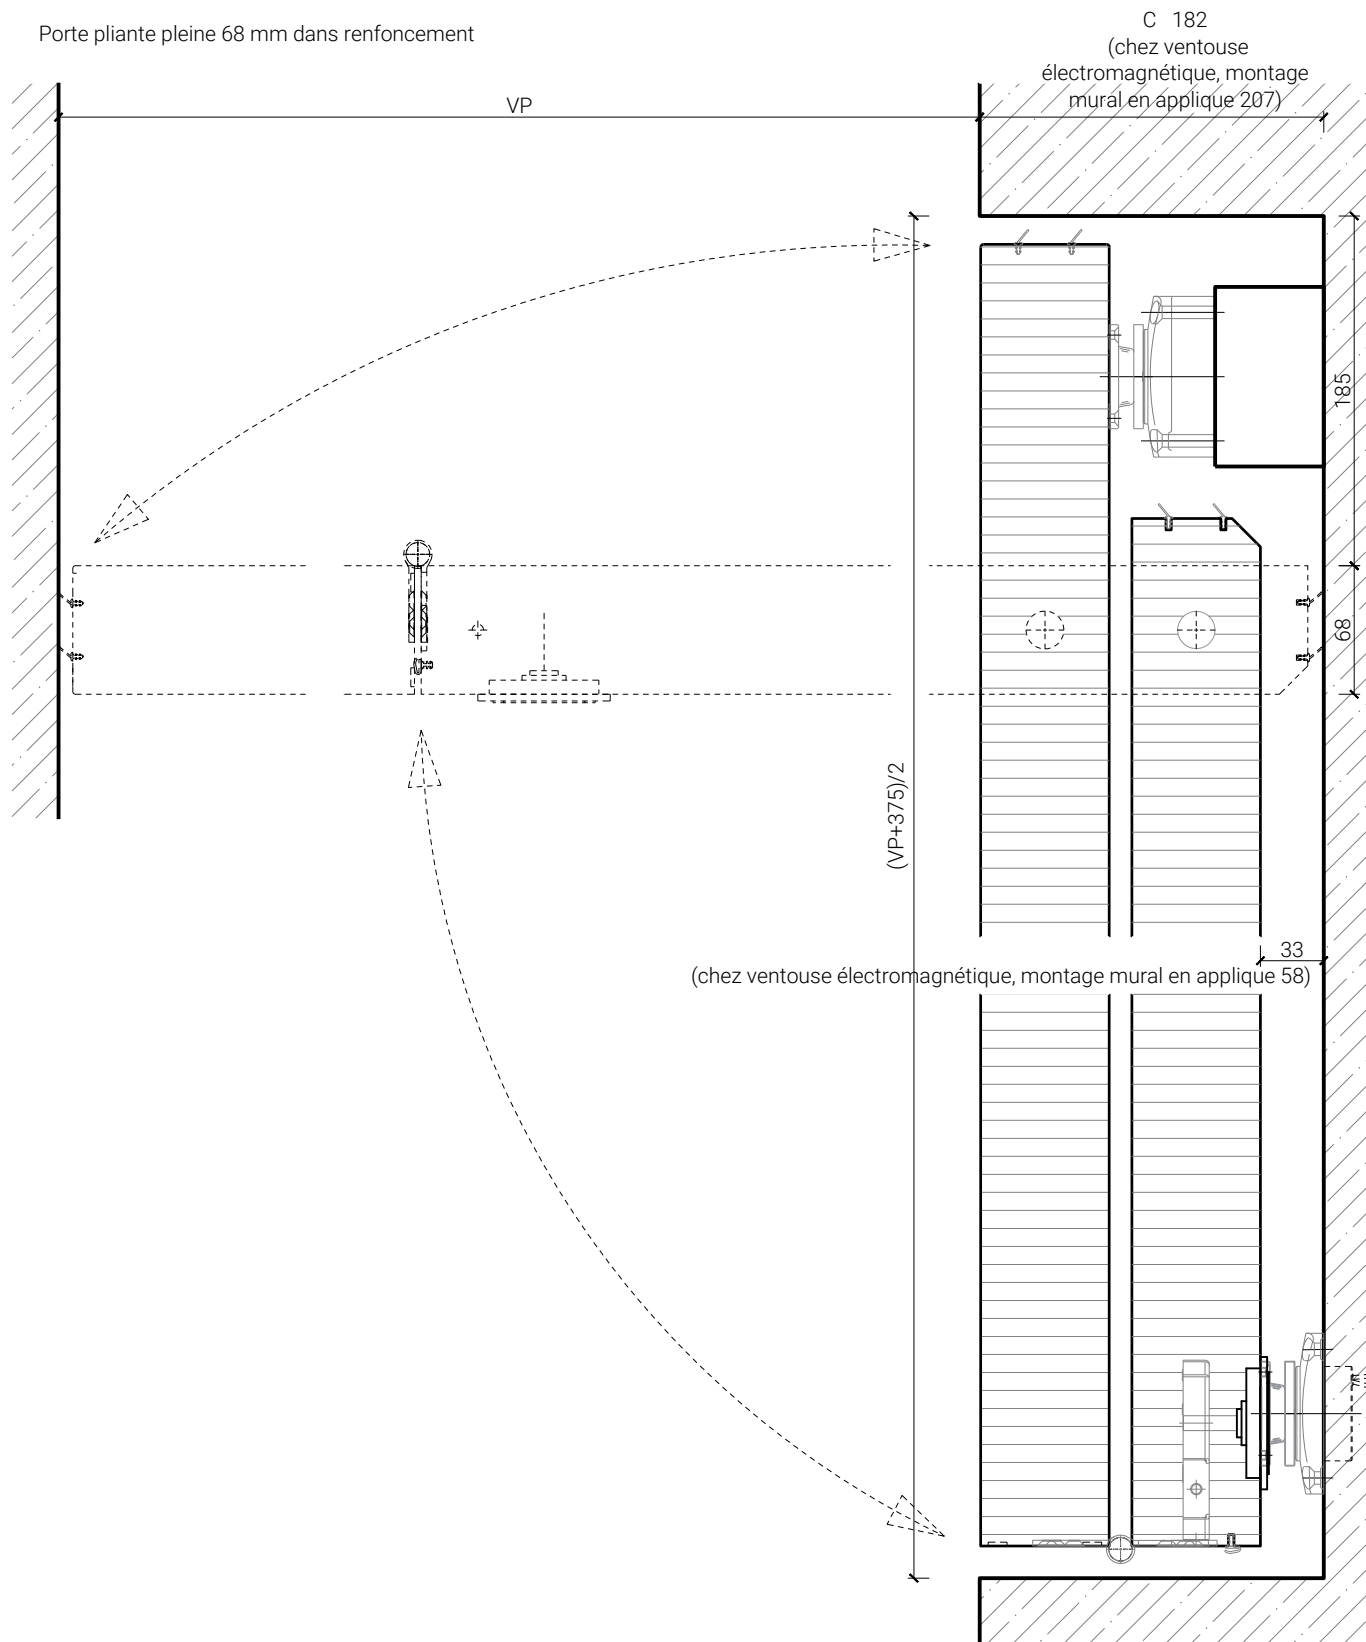 Porte pliante pleine 68 mm dans renfoncement
C 182
(chez ventouse
électromagnétique, montage
mural en applique 207)
VP
185
68
(VP+375)/2
33
(chez ventouse électromagnétique, montage mural en applique 58)